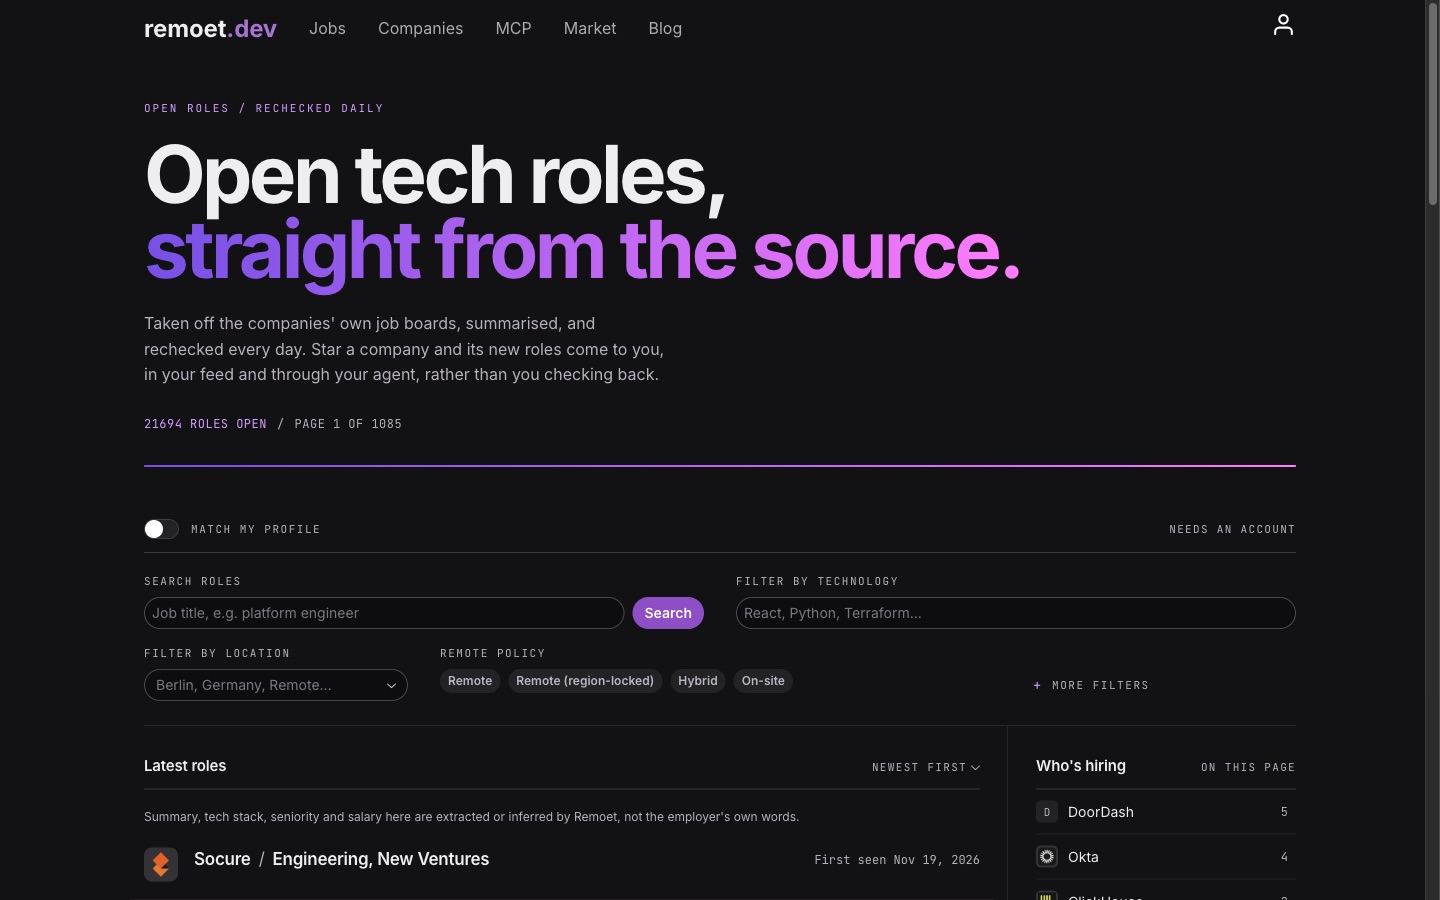 remoet.dev
Jobs
Companies
MCP
Market
Blog
OPEN ROLES / RECHECKED DAILY
Open tech roles,
straight from the source.
Taken off the companies' own job boards, summarised, and
rechecked every day. Star a company and its new roles come to you,
in your feed and through your agent, rather than you checking back.
21694 ROLES OPEN / PAGE 1 OF 1085
MATCH MY PROFILE
NEEDS AN ACCOUNT
SEARCH ROLES
Job title, e.g. platform engineer
Search
FILTER BY TECHNOLOGY
React, Python, Terraform...
FILTER BY LOCATION
Berlin, Germany, Remote...
REMOTE POLICY
Remote
Remote (region-locked)
Hybrid
On-site
+ MORE FILTERS
Latest roles
NEWEST FIRST
Summary, tech stack, seniority and salary here are extracted or inferred by Remoet, not the employer's own words.
Socure / Engineering, New Ventures
First seen Nov 19, 2026
Who's hiring
ON THIS PAGE
D
DoorDash
5
Okta
4